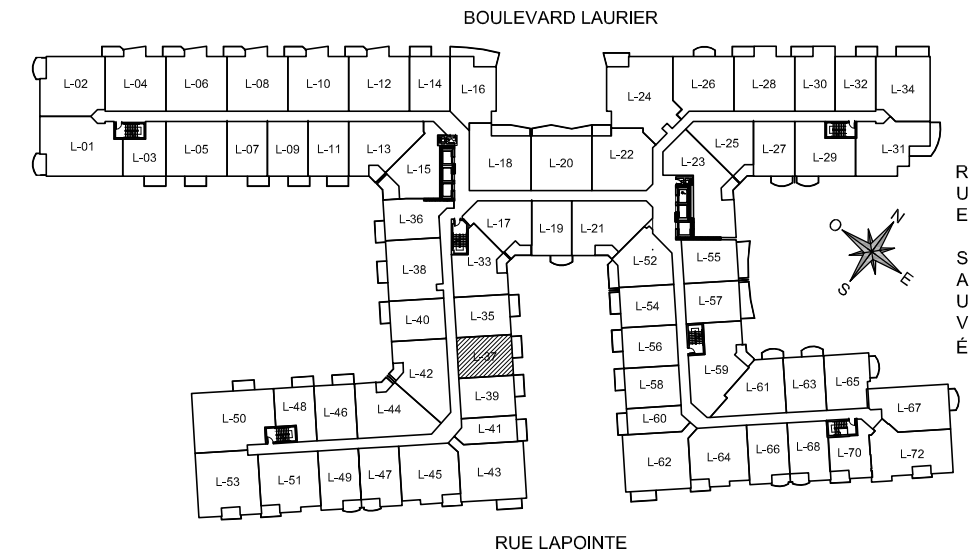 BOULEVARD LAURIER
L-02 L-04 L-06 L-08 L-10 L-12 L-14 L-16
L-24 L-26 L-28 L-30 L-32 L-34
L-01 L-03 L-05 L-07 L-09 L-11 L-13 L-15
L-18 L-20 L-22 L-23 L-25 L-27 L-29 L-31
L-36 L-17 L-19 L-21
L-38 L-33 L-52 L-55
L-40 L-35 L-54 L-57
L-37 L-56
L-42 L-39 L-58 L-59 L-61 L-63 L-65
L-50 L-48 L-46 L-44 L-41 L-60 L-67
L-53 L-51 L-49 L-47 L-45 L-43 L-62 L-64 L-66 L-68 L-70 L-72
RUE SAUVÉ
O N
S E
RUE LAPOINTE